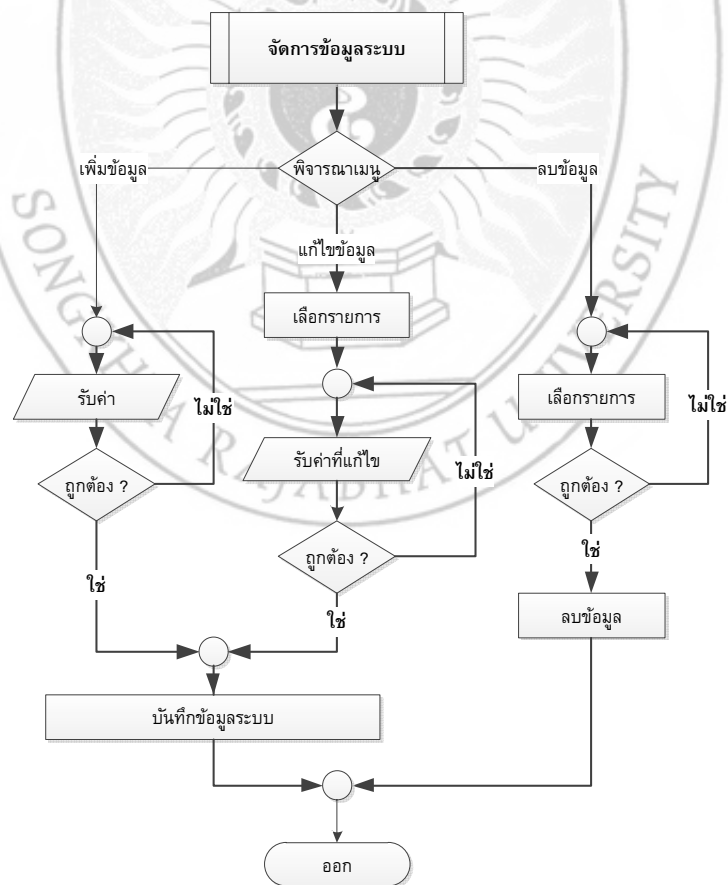 จัดการข้อมูลระบบ
พิจารณาเมนู
เพิ่มข้อมูล
ลบข้อมูล
แก้ไขข้อมูล
เลือกรายการ
รับค่า
ไม่ใช่
เลือกรายการ
ไม่ใช่
รับค่าที่แก้ไข
ไม่ใช่
ถูกต้อง ?
ถูกต้อง ?
ถูกต้อง ?
ใช่
ใช่
ใช่
ลบข้อมูล
บันทึกข้อมูลระบบ
ออก
SONGKHLA RAJABHAT UNIVERSITY